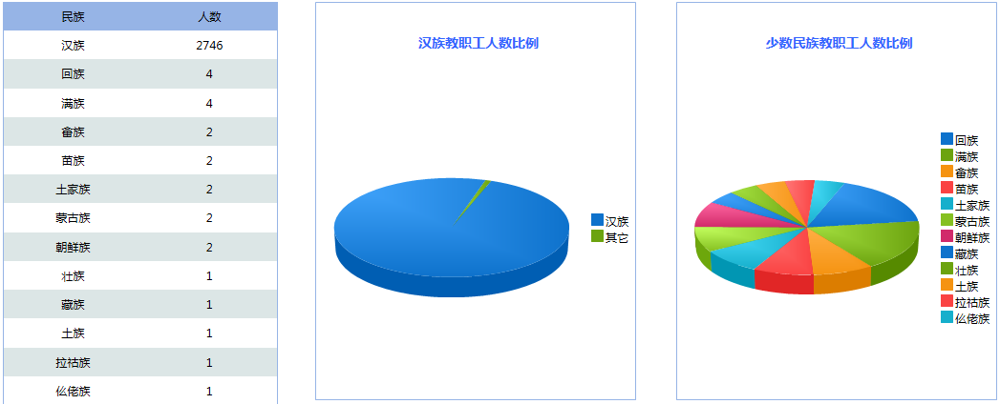 民族 人数
汉族 2746
回族 4
满族 4
畲族 2
苗族 2
土家族 2
蒙古族 2
朝鲜族 2
壮族 1
藏族 1
土族 1
拉祜族 1
仫佬族 1
汉族教职工人数比例
汉族
其它
少数民族教职工人数比例
回族
满族
畲族
苗族
土家族
蒙古族
朝鲜族
藏族
壮族
土族
拉祜族
仫佬族